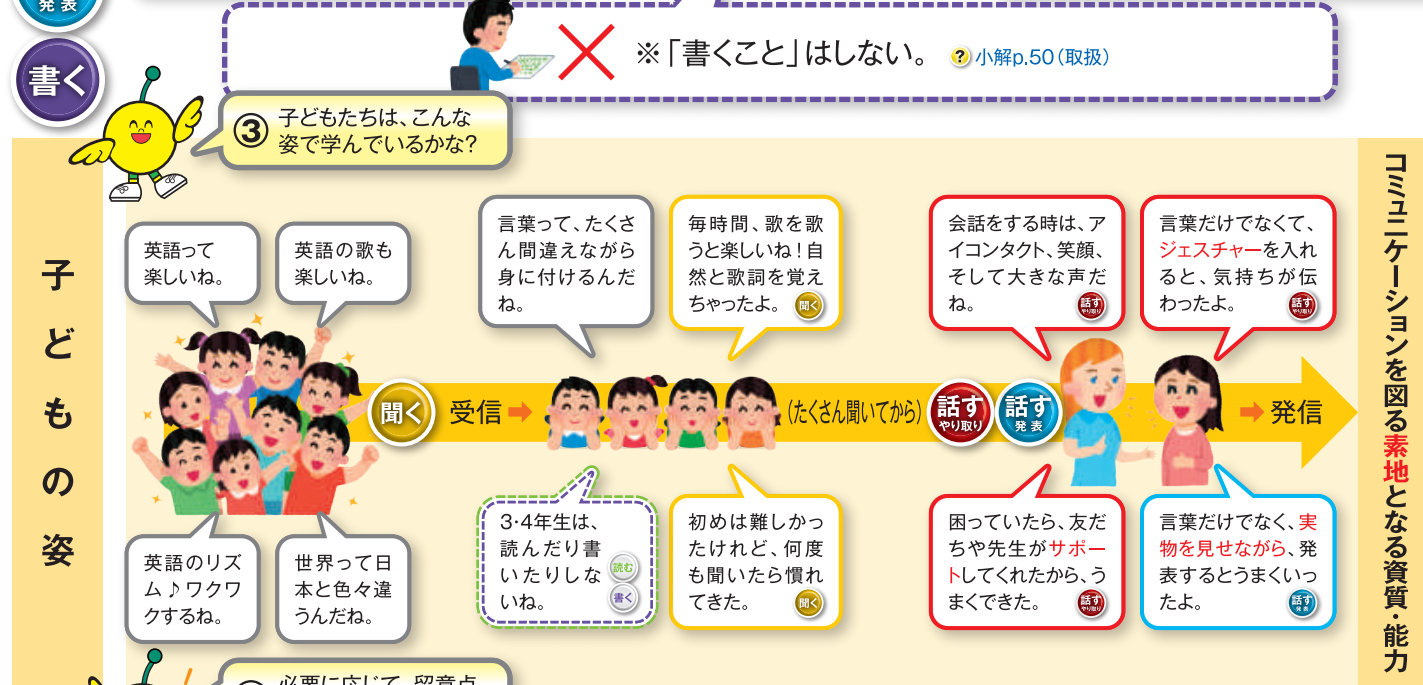 発表
書く
※「書くこと」はしない。 ?小解p.50（取扱）
③ 子どもたちは、こんな
姿で学んでいるかな?
子どもの姿
英語って
楽しいね。
英語の歌も
楽しいね。
言葉って、たくさ
ん間違えながら
身に付けるんだ
ね。
毎時間、歌を歌
うと楽しいね！自
然と歌詞を覚え
ちゃったよ。 聞く
会話をする時は、ア
イコンタクト、笑顔、
そして大きな声だ
ね。 話す やり取り
言葉だけでなくて、
ジェスチャーを入れ
ると、気持ちが伝
わったよ。 話す やり取り
聞く 受信 ➡ (たくさん聞いてから) 話す やり取り 話す 発表 ➡ 発信
英語のリズ
ム♪ワクワ
クするね。
世界って日
本と色々違
うんだね。
3・4年生は、
読んだり書
いたりしな
いね。
読む
書く
初めは難しかっ
たけれど、何度
も聞いたら慣れ
てきた。 聞く
困っていたら、友だ
ちや先生がサポー
トしてくれたから、う
まくできた。 話す やり取り
言葉だけでなく、実
物を見せながら、発
表するとうまくいっ
たよ。 話す 発表
コミュニケーションを図る素地となる資質・能力
必要に応じて、留意点